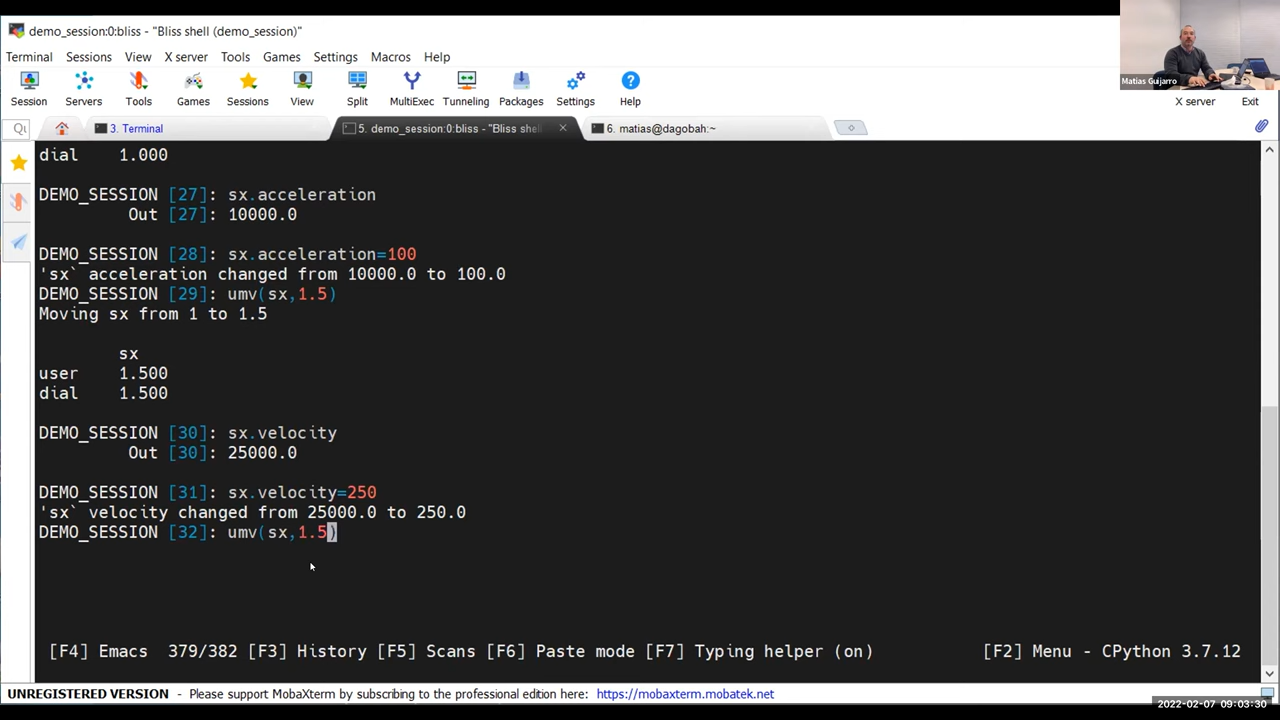 demo_session:0:bliss - "Bliss shell (demo_session)"
Terminal Sessions View X server Tools Games Settings Macros Help
Session Servers Tools Games Sessions View Split MultiExec Tunneling Packages Settings Help X server Exit
Matias Guijarro
Qu 3. Terminal 5. demo_session:0:bliss - "Bliss shell 6. matias@dagobah:~
dial 1.000
DEMO_SESSION [27]: sx.acceleration
Out [27]: 10000.0
DEMO_SESSION [28]: sx.acceleration=100
'sx` acceleration changed from 10000.0 to 100.0
DEMO_SESSION [29]: umv(sx,1.5)
Moving sx from 1 to 1.5
sx
user 1.500
dial 1.500
DEMO_SESSION [30]: sx.velocity
Out [30]: 25000.0
DEMO_SESSION [31]: sx.velocity=250
'sx` velocity changed from 25000.0 to 250.0
DEMO_SESSION [32]: umv(sx,1.5)
[F4] Emacs 379/382 [F3] History [F5] Scans [F6] Paste mode [F7] Typing helper (on) [F2] Menu - CPython 3.7.12
UNREGISTERED VERSION - Please support MobaXterm by subscribing to the professional edition here: https://mobaxterm.mobatek.net
2022-02-07 09:03:30